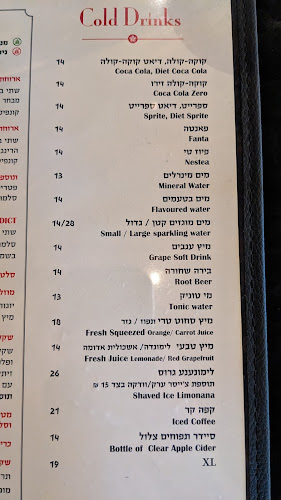 Cold Drinks
קוקה-קולה, דיאט קוקה-קולה 14
Coca Cola, Diet Coca Cola
קוקה-קולה זירו 14
Coca Cola Zero
ספרייט, דיאט ספרייט 14
Sprite, Diet Sprite
פאנטה 14
Fanta
פיוז טי 14
Nestea
מים מינרלים 13
Mineral Water
מים בטעמים 14
Flavoured water
מים מוגזים קטן / גדול 14/28
Small / Large sparkling water
מיץ ענבים 14
Grape Soft Drink
בירה שחורה 14
Root Beer
מי טוניק 13
Tonic water
מיץ סחוט טרי תפוז / גזר 18
Fresh Squeezed Orange/ Carrot Juice
מיץ טבעי לימונדה/ אשכולית אדומה 14
Fresh Juice Lemonade/ Red Grapefruit
לימונענע גרוס 26
תוספת צ'ייסר ערק/וודקה בצד 15 ₪
Shaved Ice Limonana
קפה קר 21
Iced Coffee
סיידר תפוחים צלול 14
Bottle of Clear Apple Cider
XL 19